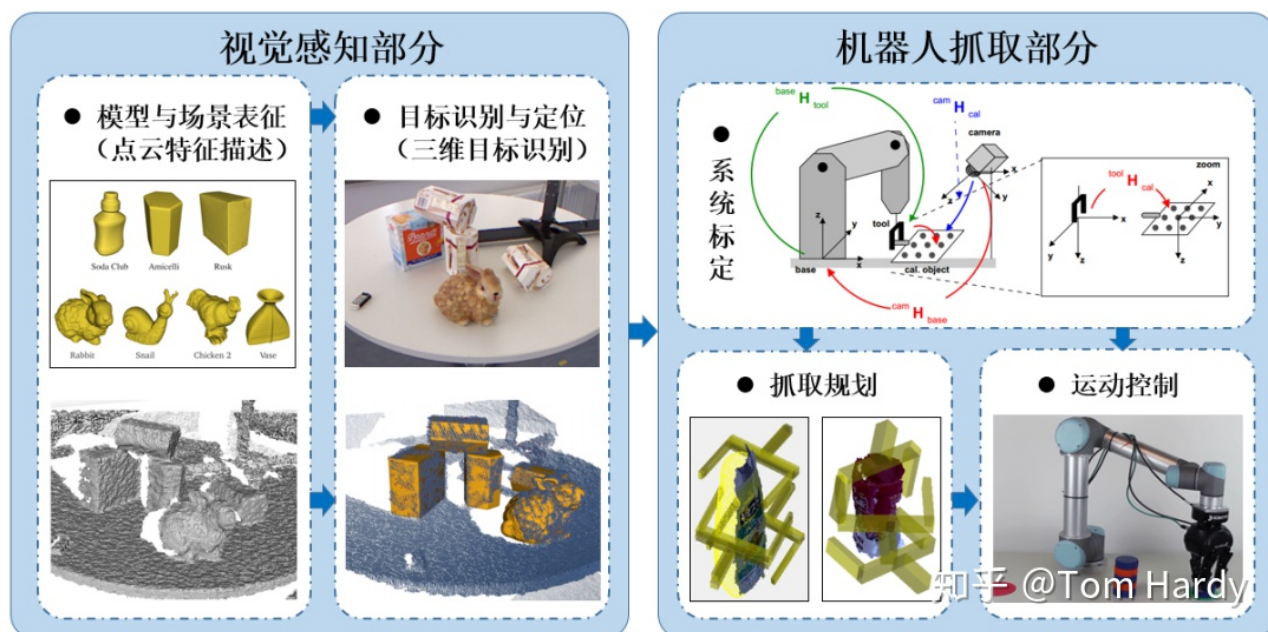 视觉感知部分
● 模型与场景表征
（点云特征描述）
Soda Club
Amicelli
Rusk
Rabbit
Snail
Chicken 2
Vase
● 目标识别与定位
（三维目标识别）
机器人抓取部分
● 系统标定
base H tool
cam H cal
camera
x
y
z
z
y
x
tool
base
cal. object
cam H base
zoom
tool H cal
x
y
z
x
y
z
● 抓取规划
● 运动控制
知乎 @Tom Hardy